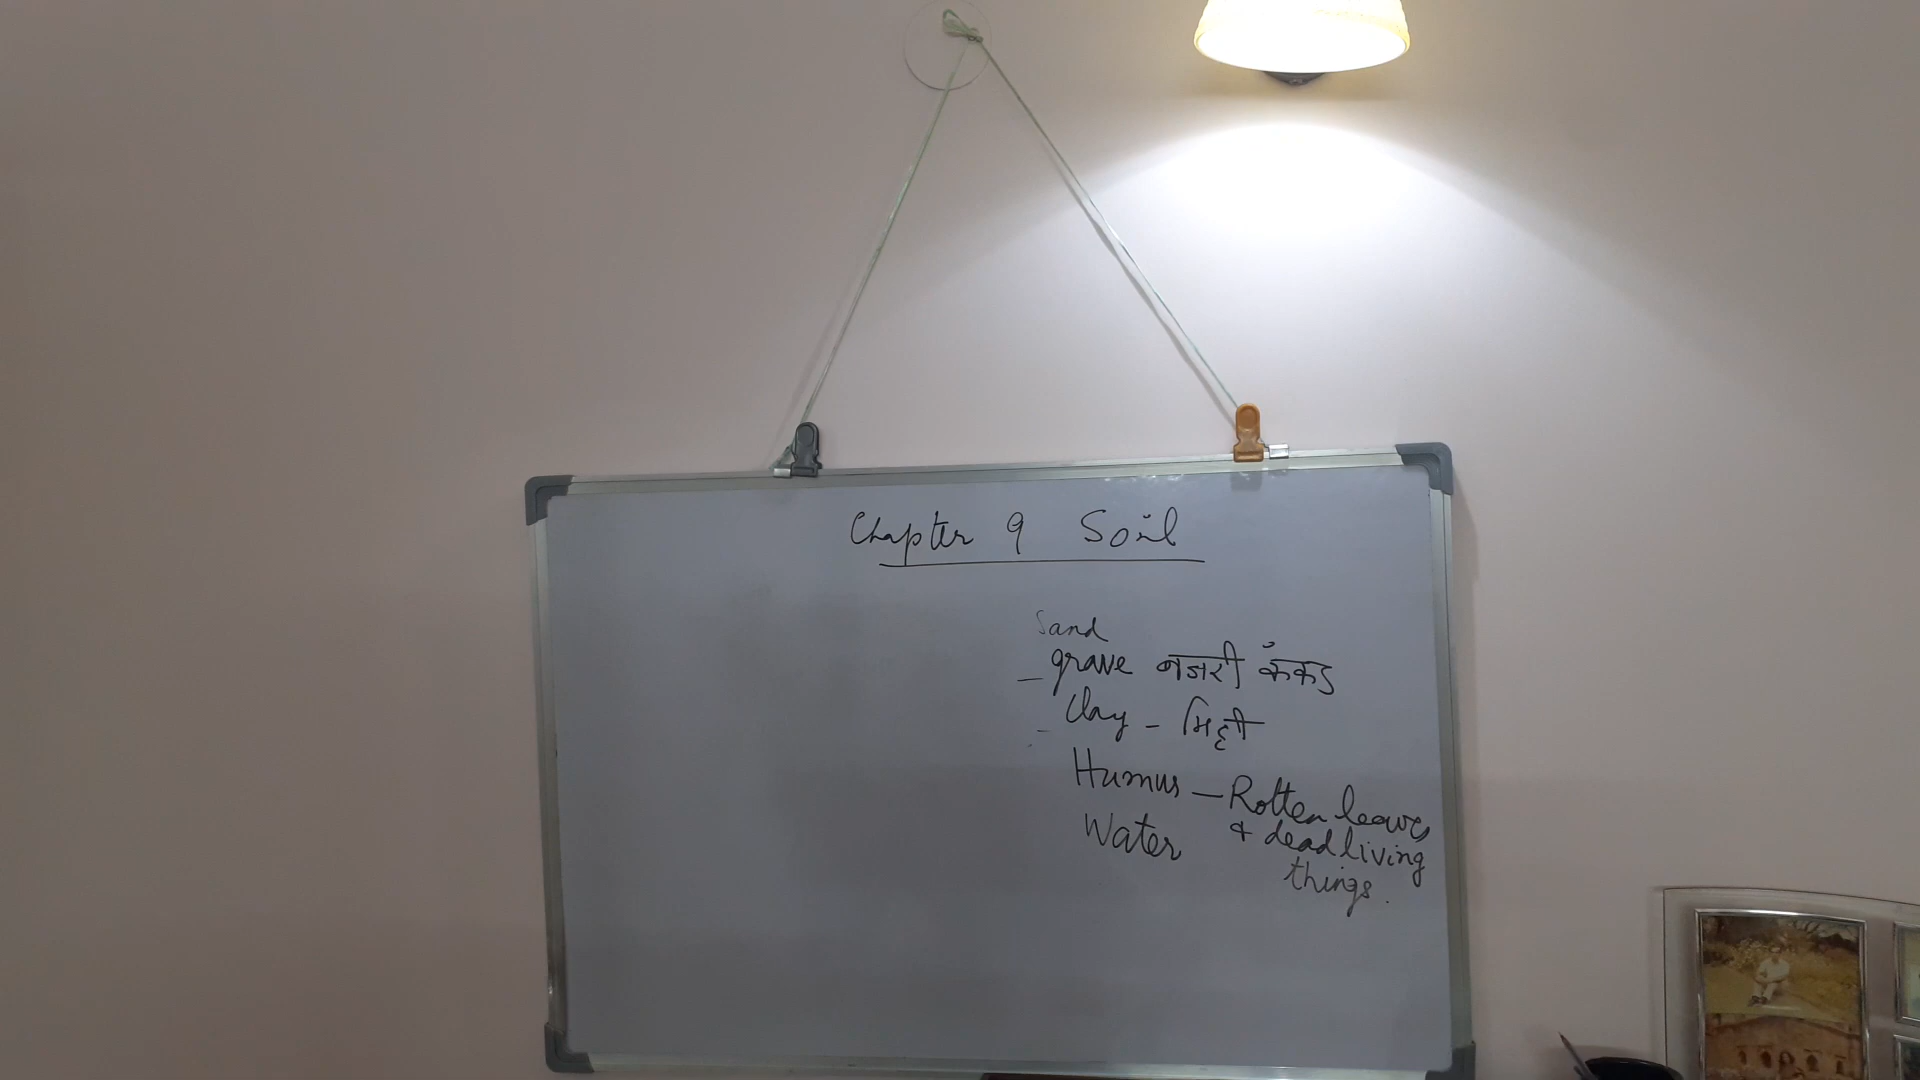 Chapter 9 Soil
Sand
– grave बजरी कंकड
– Clay – मिट्टी
Humus – Rotten leaves
& dead living
things.
Water